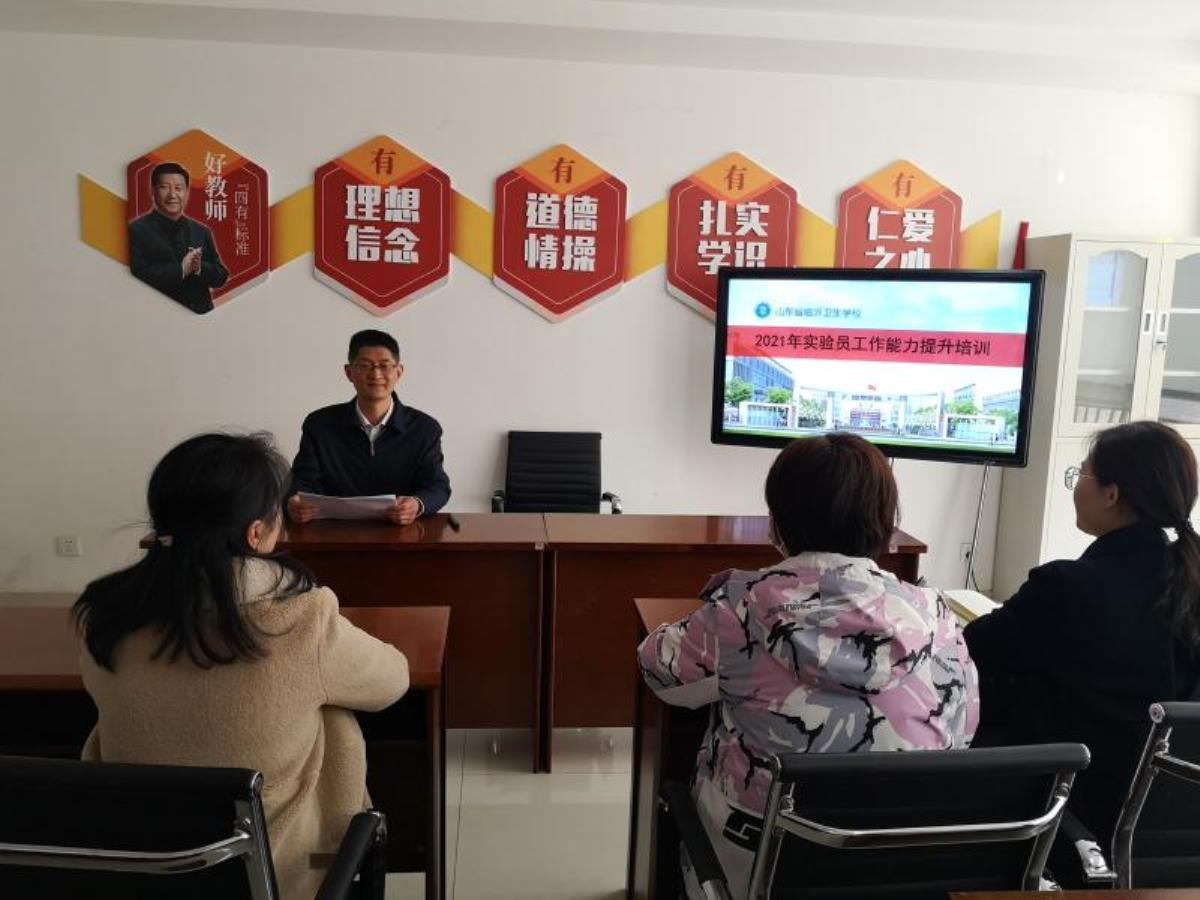 好教师
『四有』标准
有
理想
信念
有
道德
情操
有
扎实
学识
有
仁爱
之心
山东省临沂卫生学校
2021年实验员工作能力提升培训